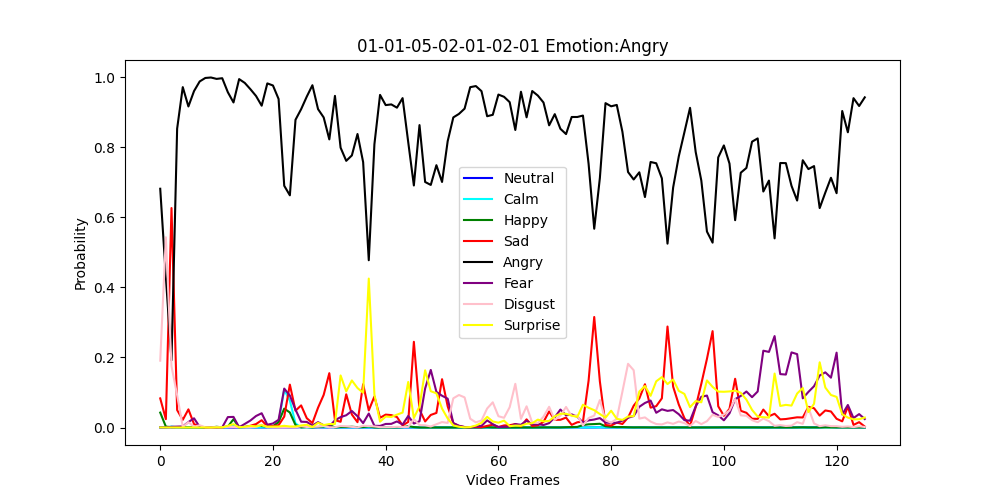 01-01-05-02-01-02-01 Emotion:Angry
1.0
0.8
0.6
0.4
0.2
0.0
Probability
Neutral
Calm
Happy
Sad
Angry
Fear
Disgust
Surprise
0 20 40 60 80 100 120
Video Frames